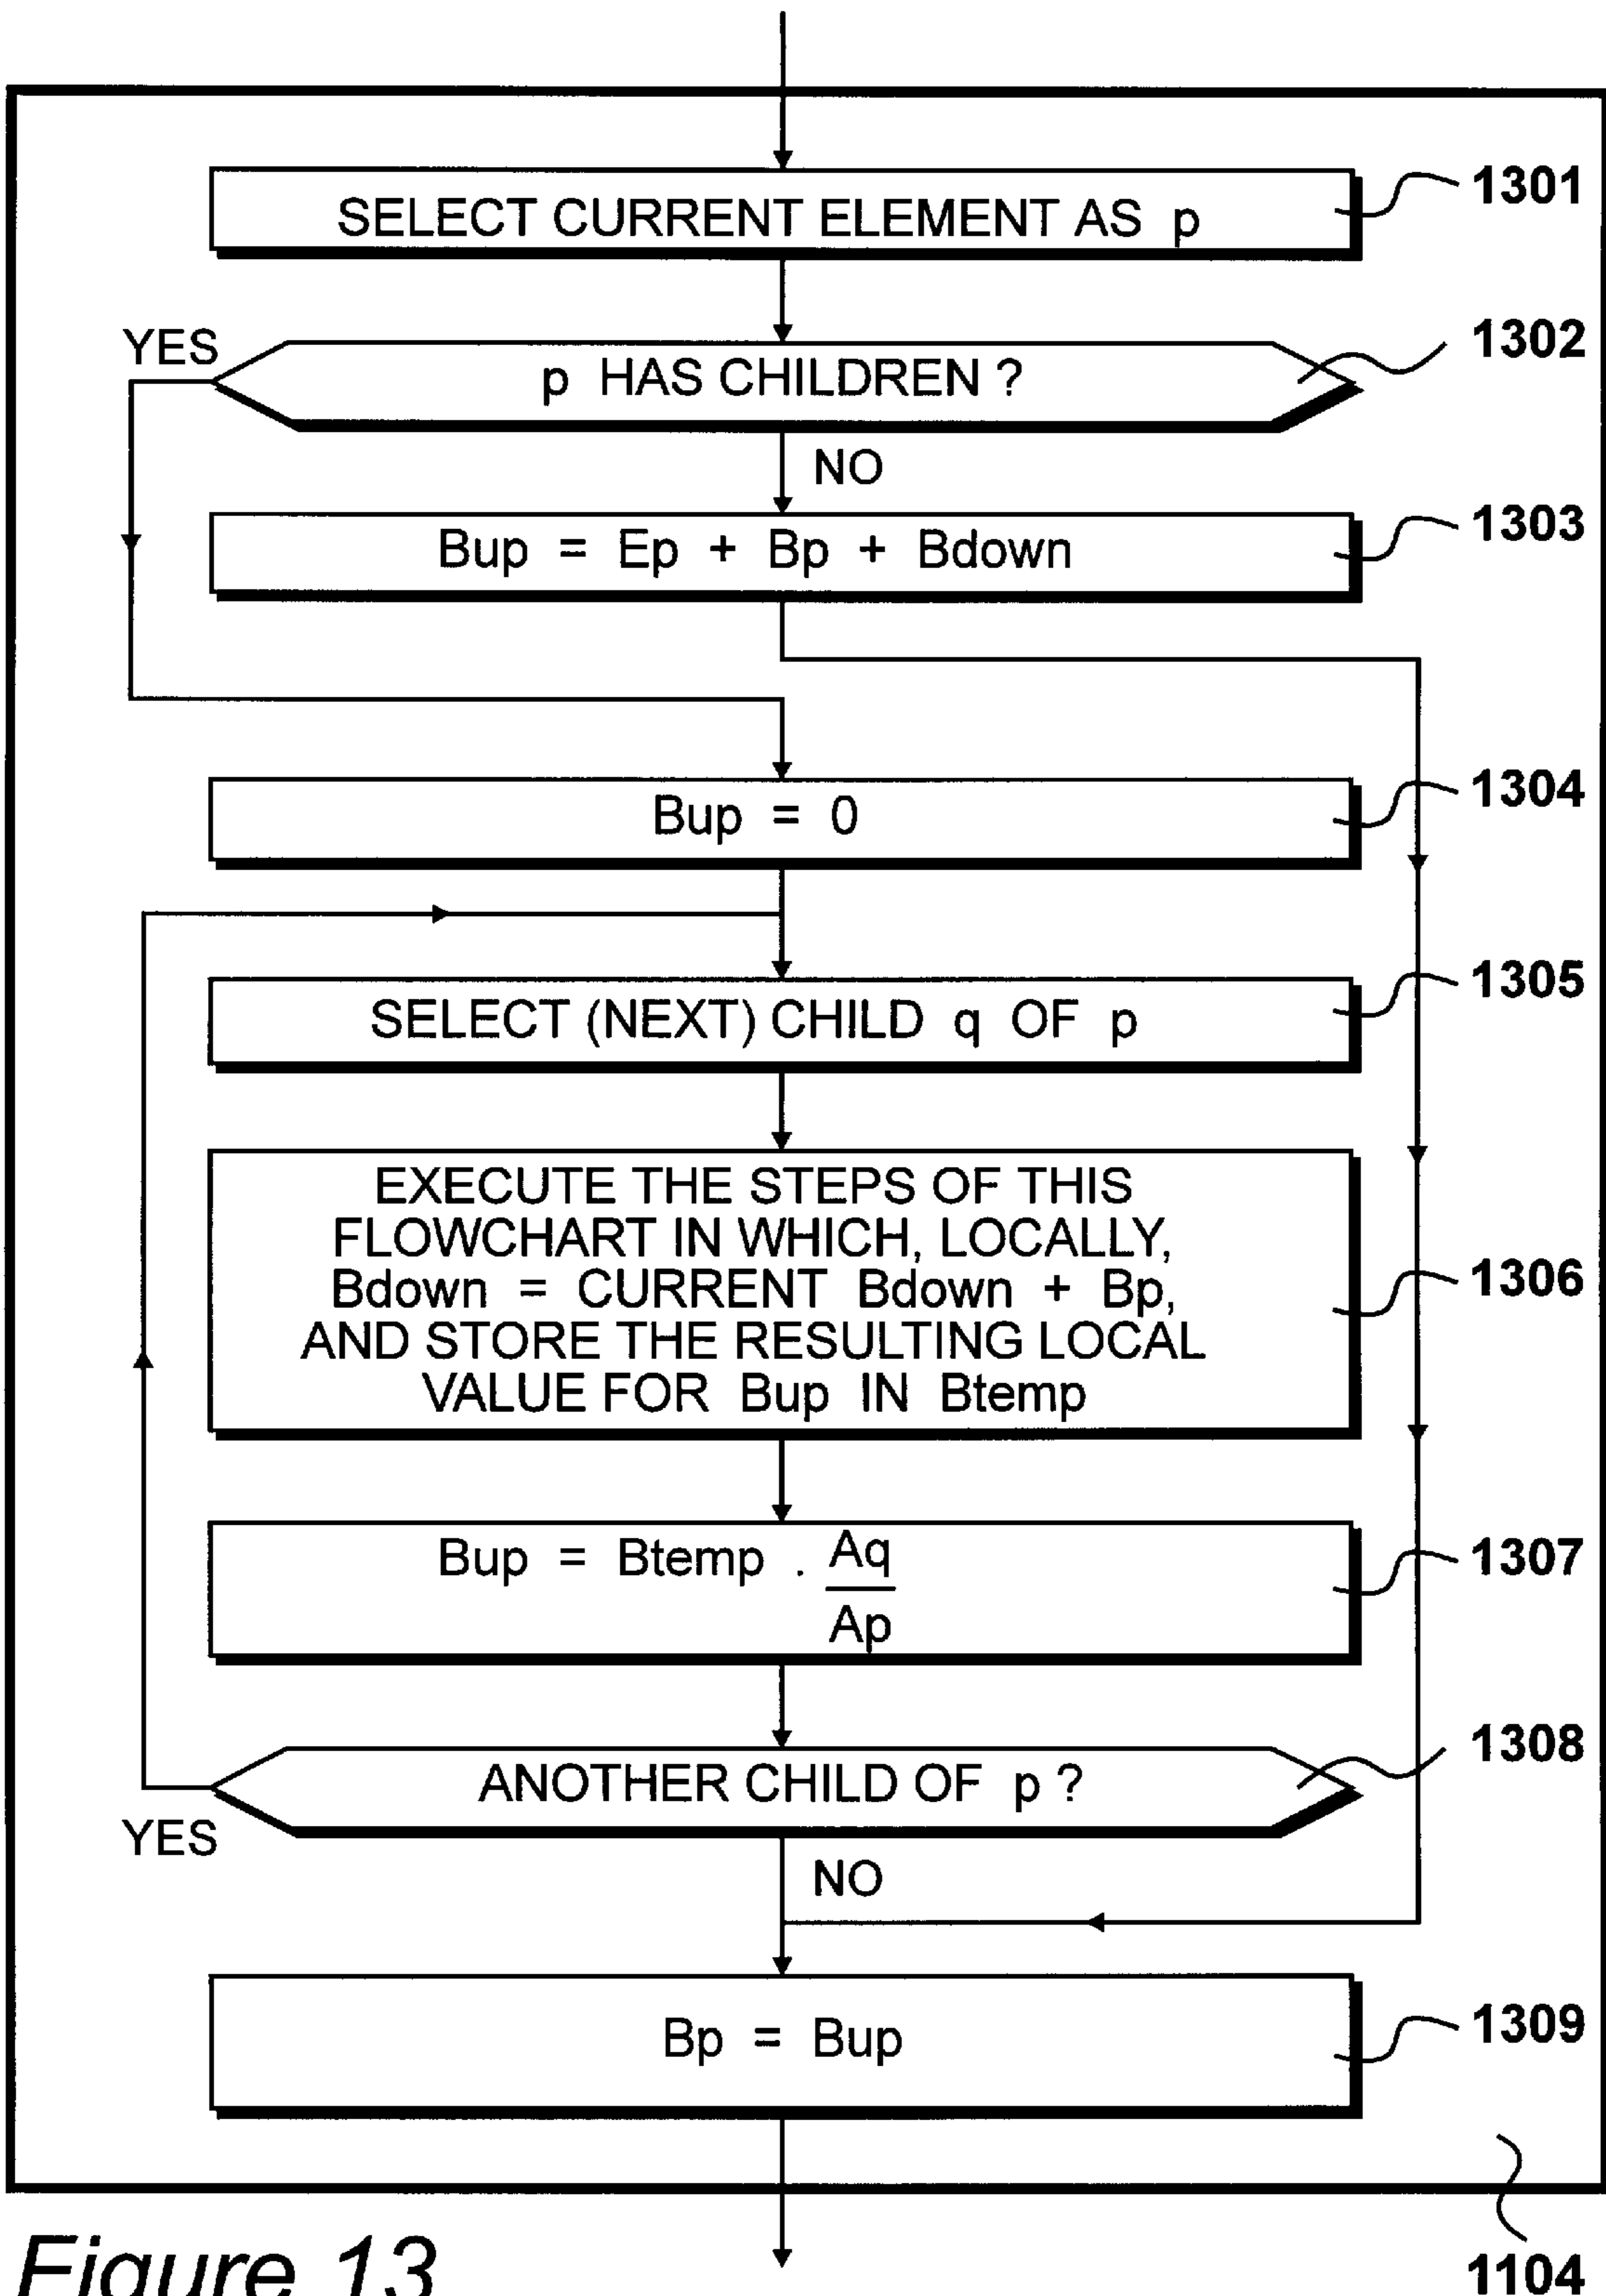 SELECT CURRENT ELEMENT AS p
1301
YES
p HAS CHILDREN ?
1302
NO
Bup = Ep + Bp + Bdown
1303
Bup = 0
1304
SELECT (NEXT) CHILD q OF p
1305
EXECUTE THE STEPS OF THIS
FLOWCHART IN WHICH, LOCALLY,
Bdown = CURRENT Bdown + Bp,
AND STORE THE RESULTING LOCAL
VALUE FOR Bup IN Btemp
1306
Bup = Btemp . Aq
Ap
1307
ANOTHER CHILD OF p ?
1308
YES
NO
Bp = Bup
1309
1104
Figure 13